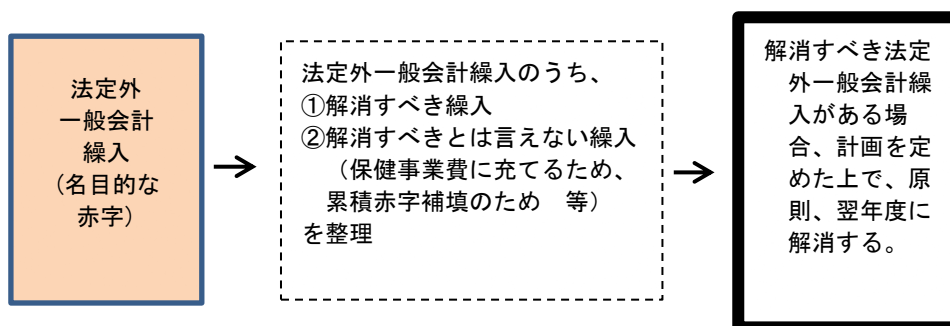 法定外
一般会計
繰入
（名目的な
赤字）
法定外一般会計繰入のうち、
①解消すべき繰入
②解消すべきとは言えない繰入
（保健事業費に充てるため、
累積赤字補填のため　等）
を整理
解消すべき法定
外一般会計繰
入がある場
合、計画を定
めた上で、原
則、翌年度に
解消する。